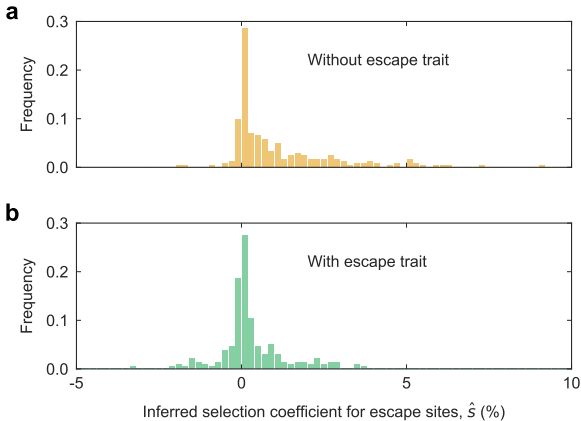 a
0.3
0.2
0.1
0.0
Frequency
Without escape trait
b
0.3
0.2
0.1
0.0
Frequency
With escape trait
-5
0
5
10
Inferred selection coefficient for escape sites, ŝ (%)